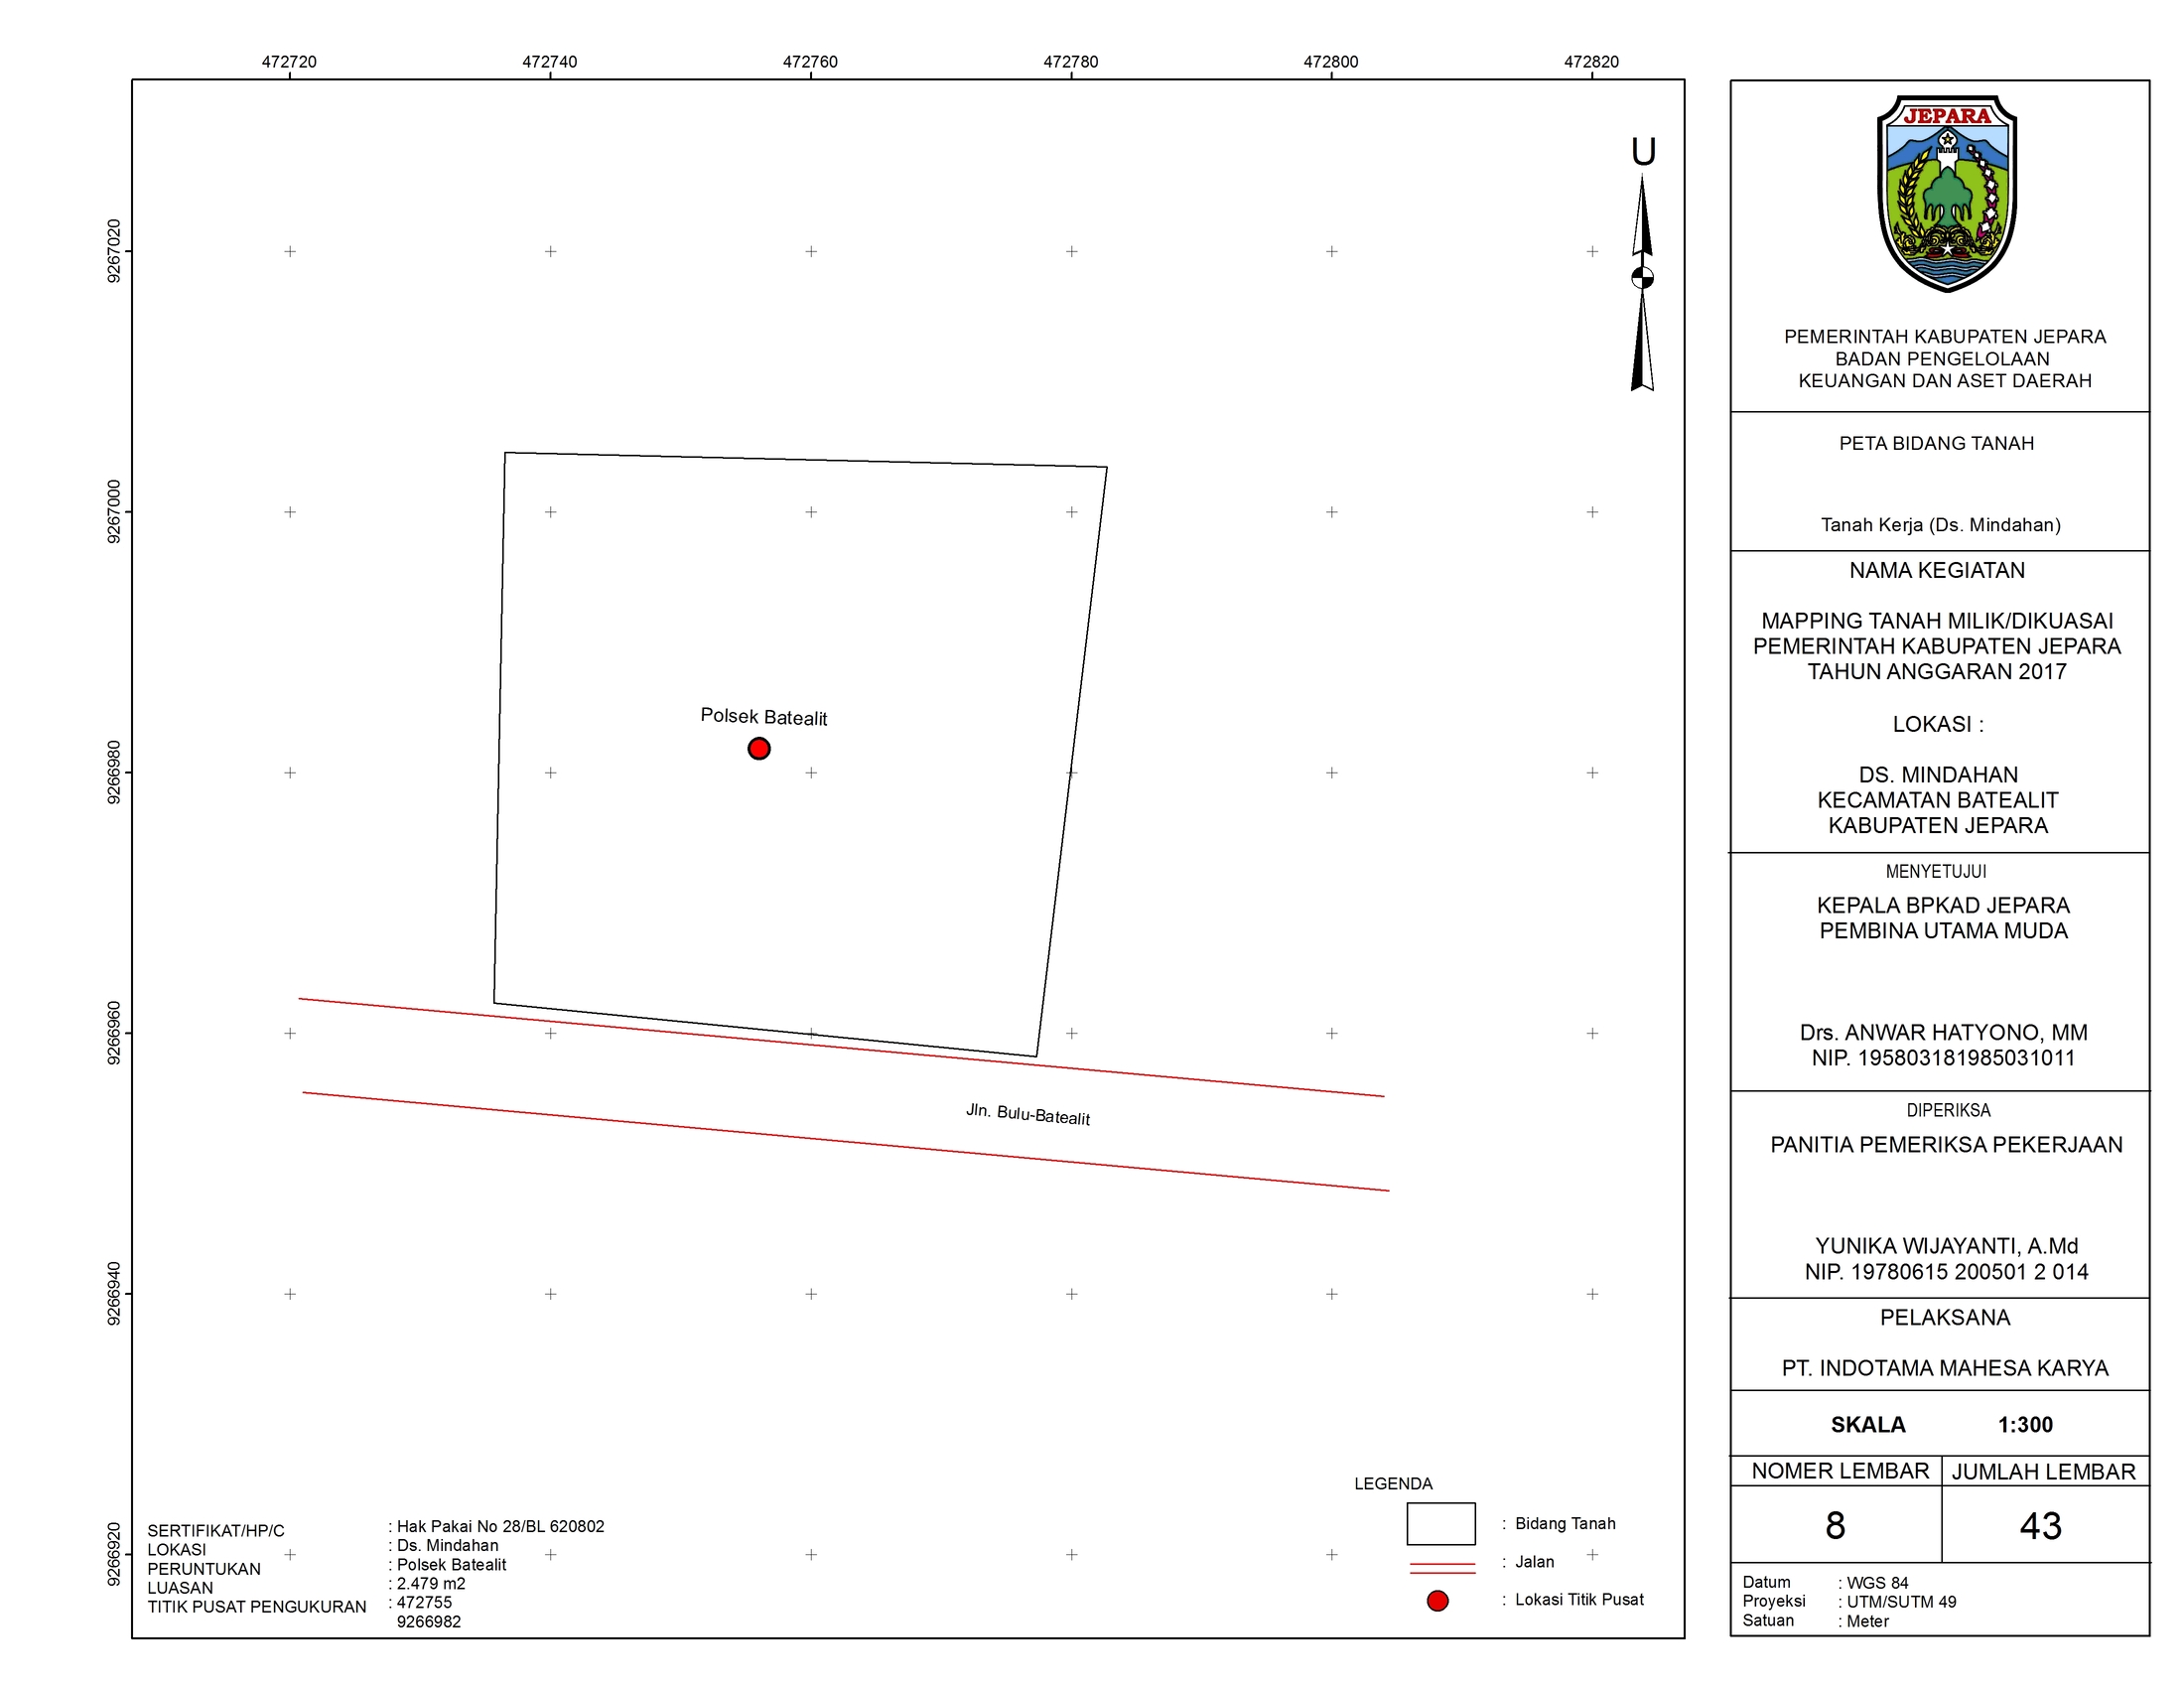 472720 472740 472760 472780 472800 472820
9267020
9267000
9266980
9266960
9266940
9266920
U
Polsek Batealit
Jln. Bulu-Batealit
SERTIFIKAT/HP/C : Hak Pakai No 28/BL 620802
LOKASI : Ds. Mindahan
PERUNTUKAN : Polsek Batealit
LUASAN : 2.479 m2
TITIK PUSAT PENGUKURAN : 472755
9266982
LEGENDA
: Bidang Tanah
: Jalan
: Lokasi Titik Pusat
JEPARA
PEMERINTAH KABUPATEN JEPARA
BADAN PENGELOLAAN
KEUANGAN DAN ASET DAERAH
PETA BIDANG TANAH
Tanah Kerja (Ds. Mindahan)
NAMA KEGIATAN
MAPPING TANAH MILIK/DIKUASAI
PEMERINTAH KABUPATEN JEPARA
TAHUN ANGGARAN 2017
LOKASI :
DS. MINDAHAN
KECAMATAN BATEALIT
KABUPATEN JEPARA
MENYETUJUI
KEPALA BPKAD JEPARA
PEMBINA UTAMA MUDA
Drs. ANWAR HATYONO, MM
NIP. 195803181985031011
DIPERIKSA
PANITIA PEMERIKSA PEKERJAAN
YUNIKA WIJAYANTI, A.Md
NIP. 19780615 200501 2 014
PELAKSANA
PT. INDOTAMA MAHESA KARYA
SKALA 1:300
NOMER LEMBAR JUMLAH LEMBAR
8 43
Datum : WGS 84
Proyeksi : UTM/SUTM 49
Satuan : Meter